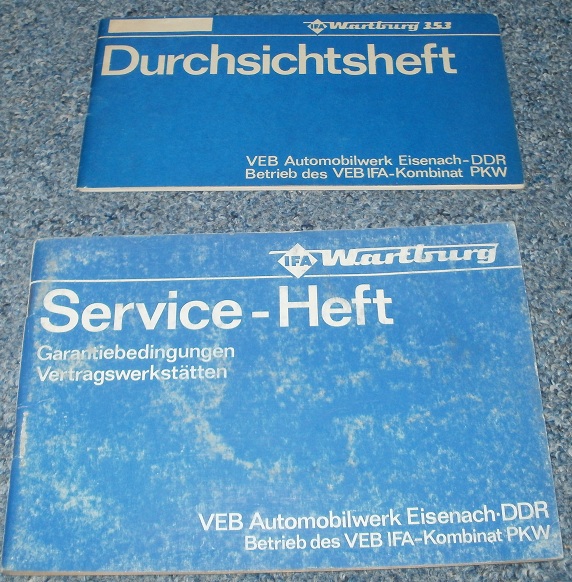 IFA Wartburg 353
Durchsichtsheft
VEB Automobilwerk Eisenach-DDR
Betrieb des VEB IFA-Kombinat PKW
IFA Wartburg
Service-Heft
Garantiebedingungen
Vertragswerkstätten
VEB Automobilwerk Eisenach·DDR
Betrieb des VEB IFA-Kombinat PKW